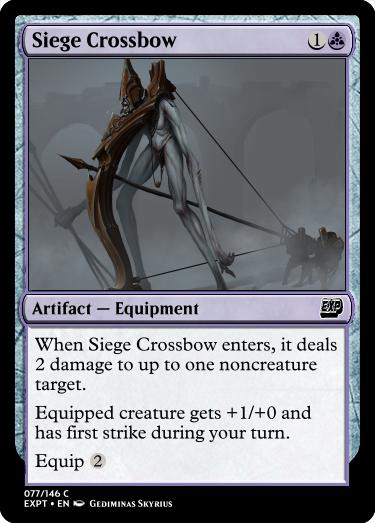 Siege Crossbow 1
Artifact — Equipment EXP
When Siege Crossbow enters, it deals
2 damage to up to one noncreature
target.
Equipped creature gets +1/+0 and
has first strike during your turn.
Equip 2
077/146 C
EXPT • EN Gediminas Skyrius